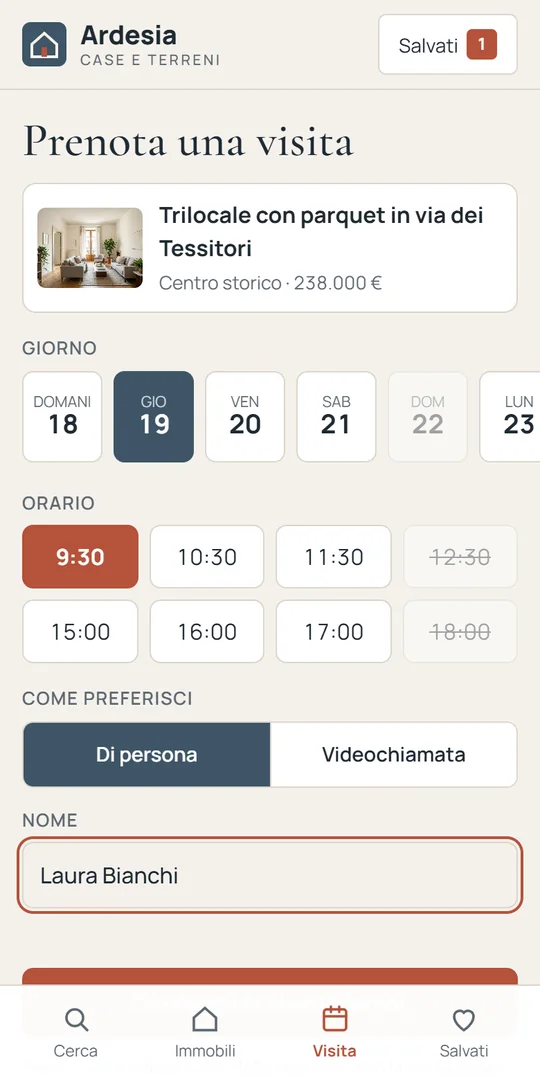 Ardesia
CASE E TERRENI
Salvati 1
Prenota una visita
Trilocale con parquet in via dei
Tessitori
Centro storico · 238.000 €
GIORNO
DOMANI GIO VEN SAB DOM LUN
18 19 20 21 22 23
ORARIO
9:30 10:30 11:30 12:30
15:00 16:00 17:00 18:00
COME PREFERISCI
Di persona Videochiamata
NOME
Laura Bianchi
Cerca Immobili Visita Salvati